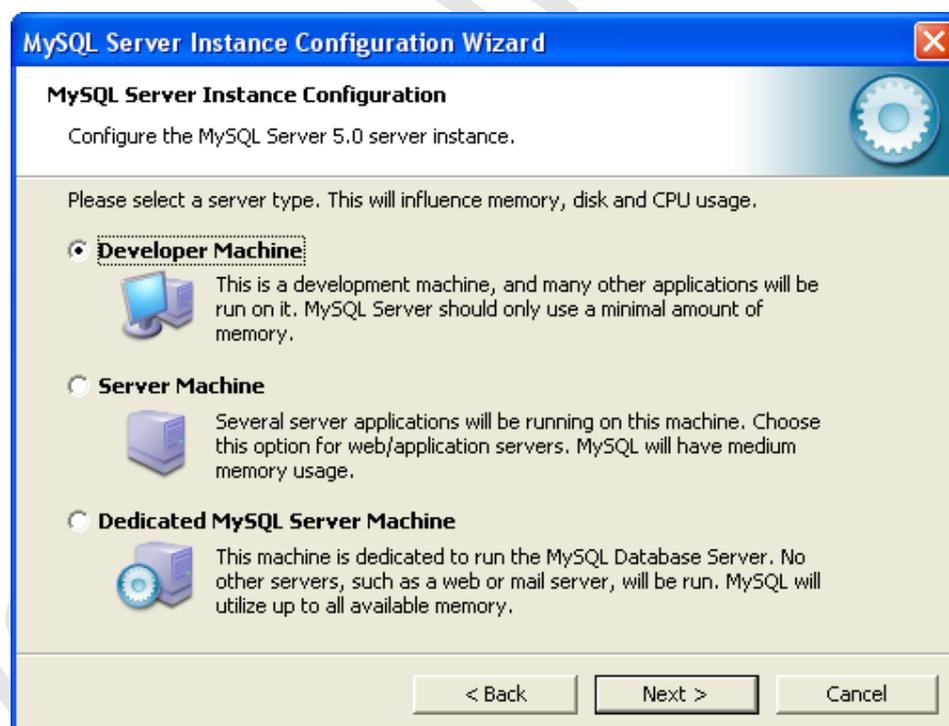 MySQL Server Instance Configuration Wizard
MySQL Server Instance Configuration
Configure the MySQL Server 5.0 server instance.
Please select a server type. This will influence memory, disk and CPU usage.
Developer Machine
This is a development machine, and many other applications will be
run on it. MySQL Server should only use a minimal amount of
memory.
Server Machine
Several server applications will be running on this machine. Choose
this option for web/application servers. MySQL will have medium
memory usage.
Dedicated MySQL Server Machine
This machine is dedicated to run the MySQL Database Server. No
other servers, such as a web or mail server, will be run. MySQL will
utilize up to all available memory.
< Back
Next >
Cancel